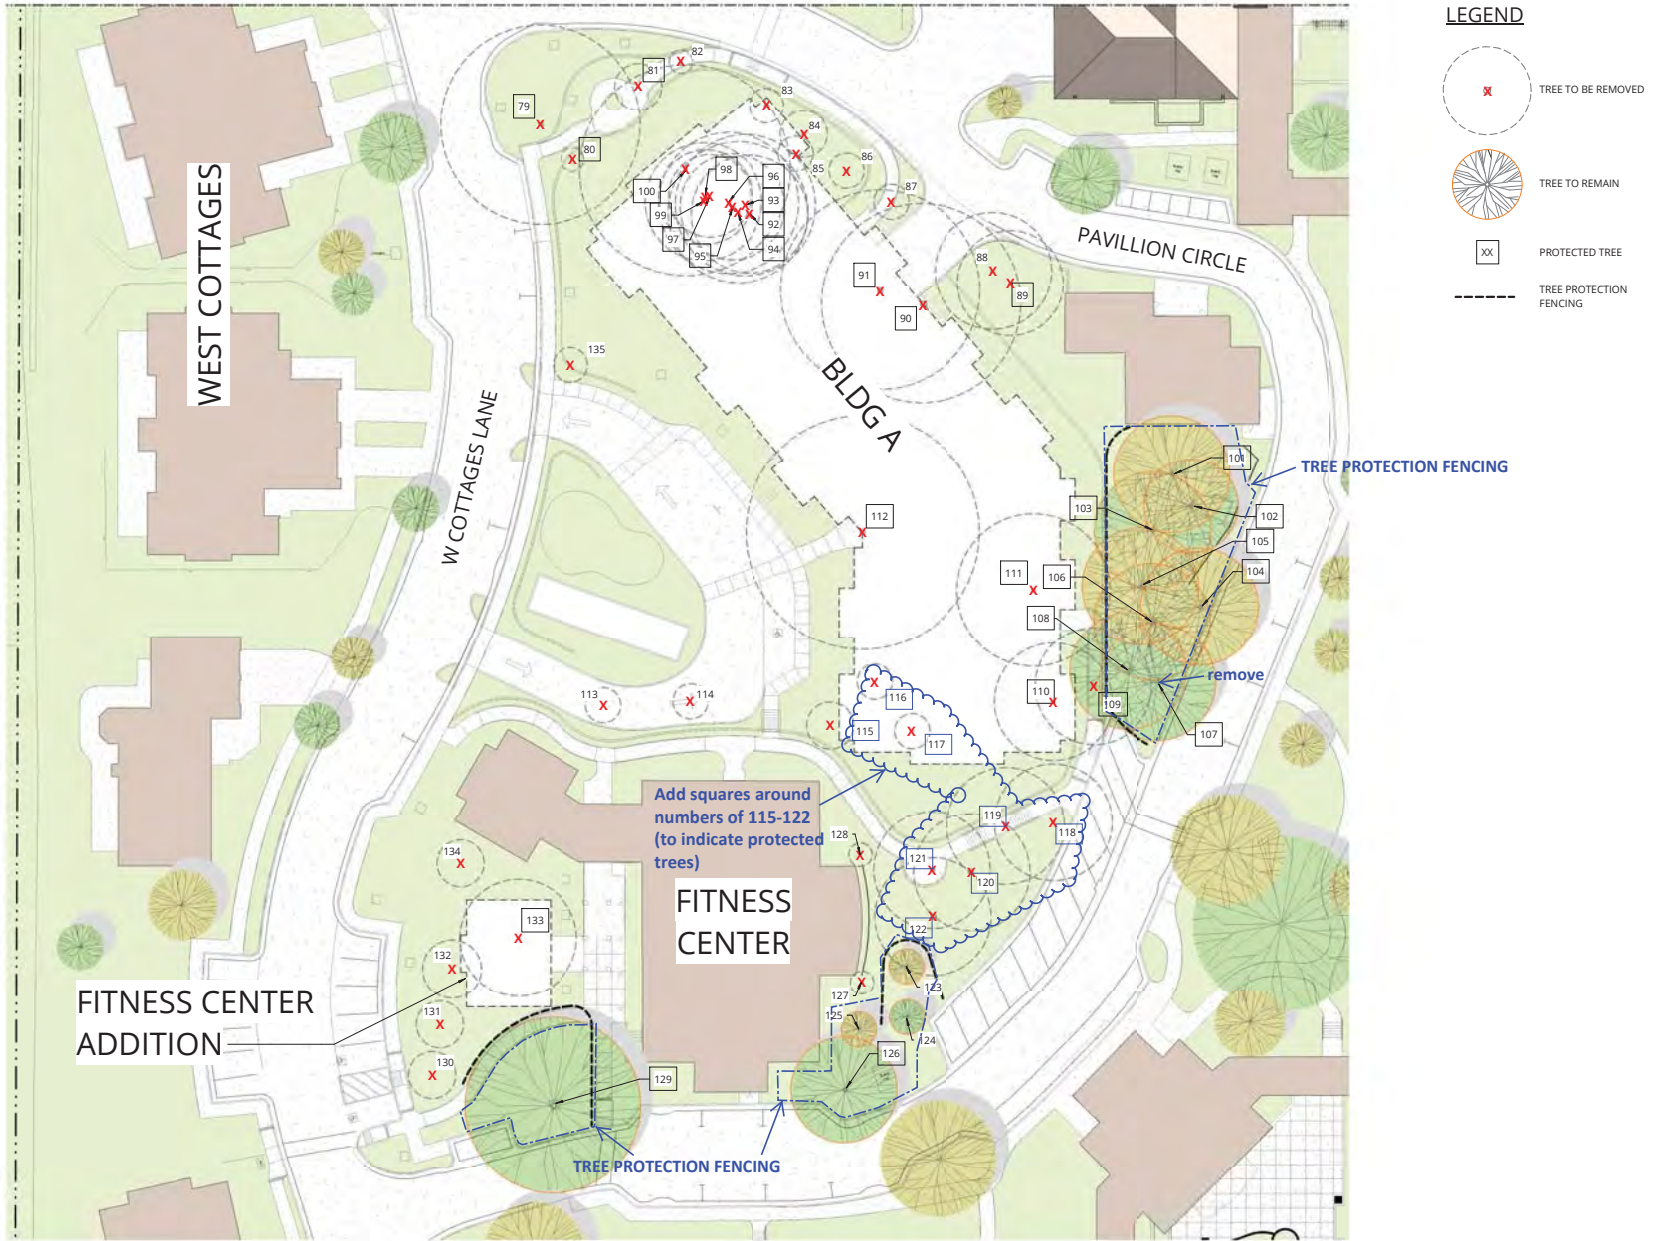 LEGEND
TREE TO BE REMOVED
TREE TO REMAIN
XX
PROTECTED TREE
TREE PROTECTION
FENCING
82
81
79
83
80
84
85
86
87
98
96
100
93
99
92
97
95
94
88
89
91
90
PAVILLION CIRCLE
WEST COTTAGES
W COTTAGES LANE
135
BLDG A
101
TREE PROTECTION FENCING
103
102
105
104
112
111
106
108
remove
110
109
107
113
114
116
115
117
Add squares around
numbers of 115-122
(to indicate protected
trees)
119
118
128
121
120
134
FITNESS
CENTER
133
122
132
127
123
FITNESS CENTER
ADDITION
131
125
124
130
126
129
TREE PROTECTION FENCING